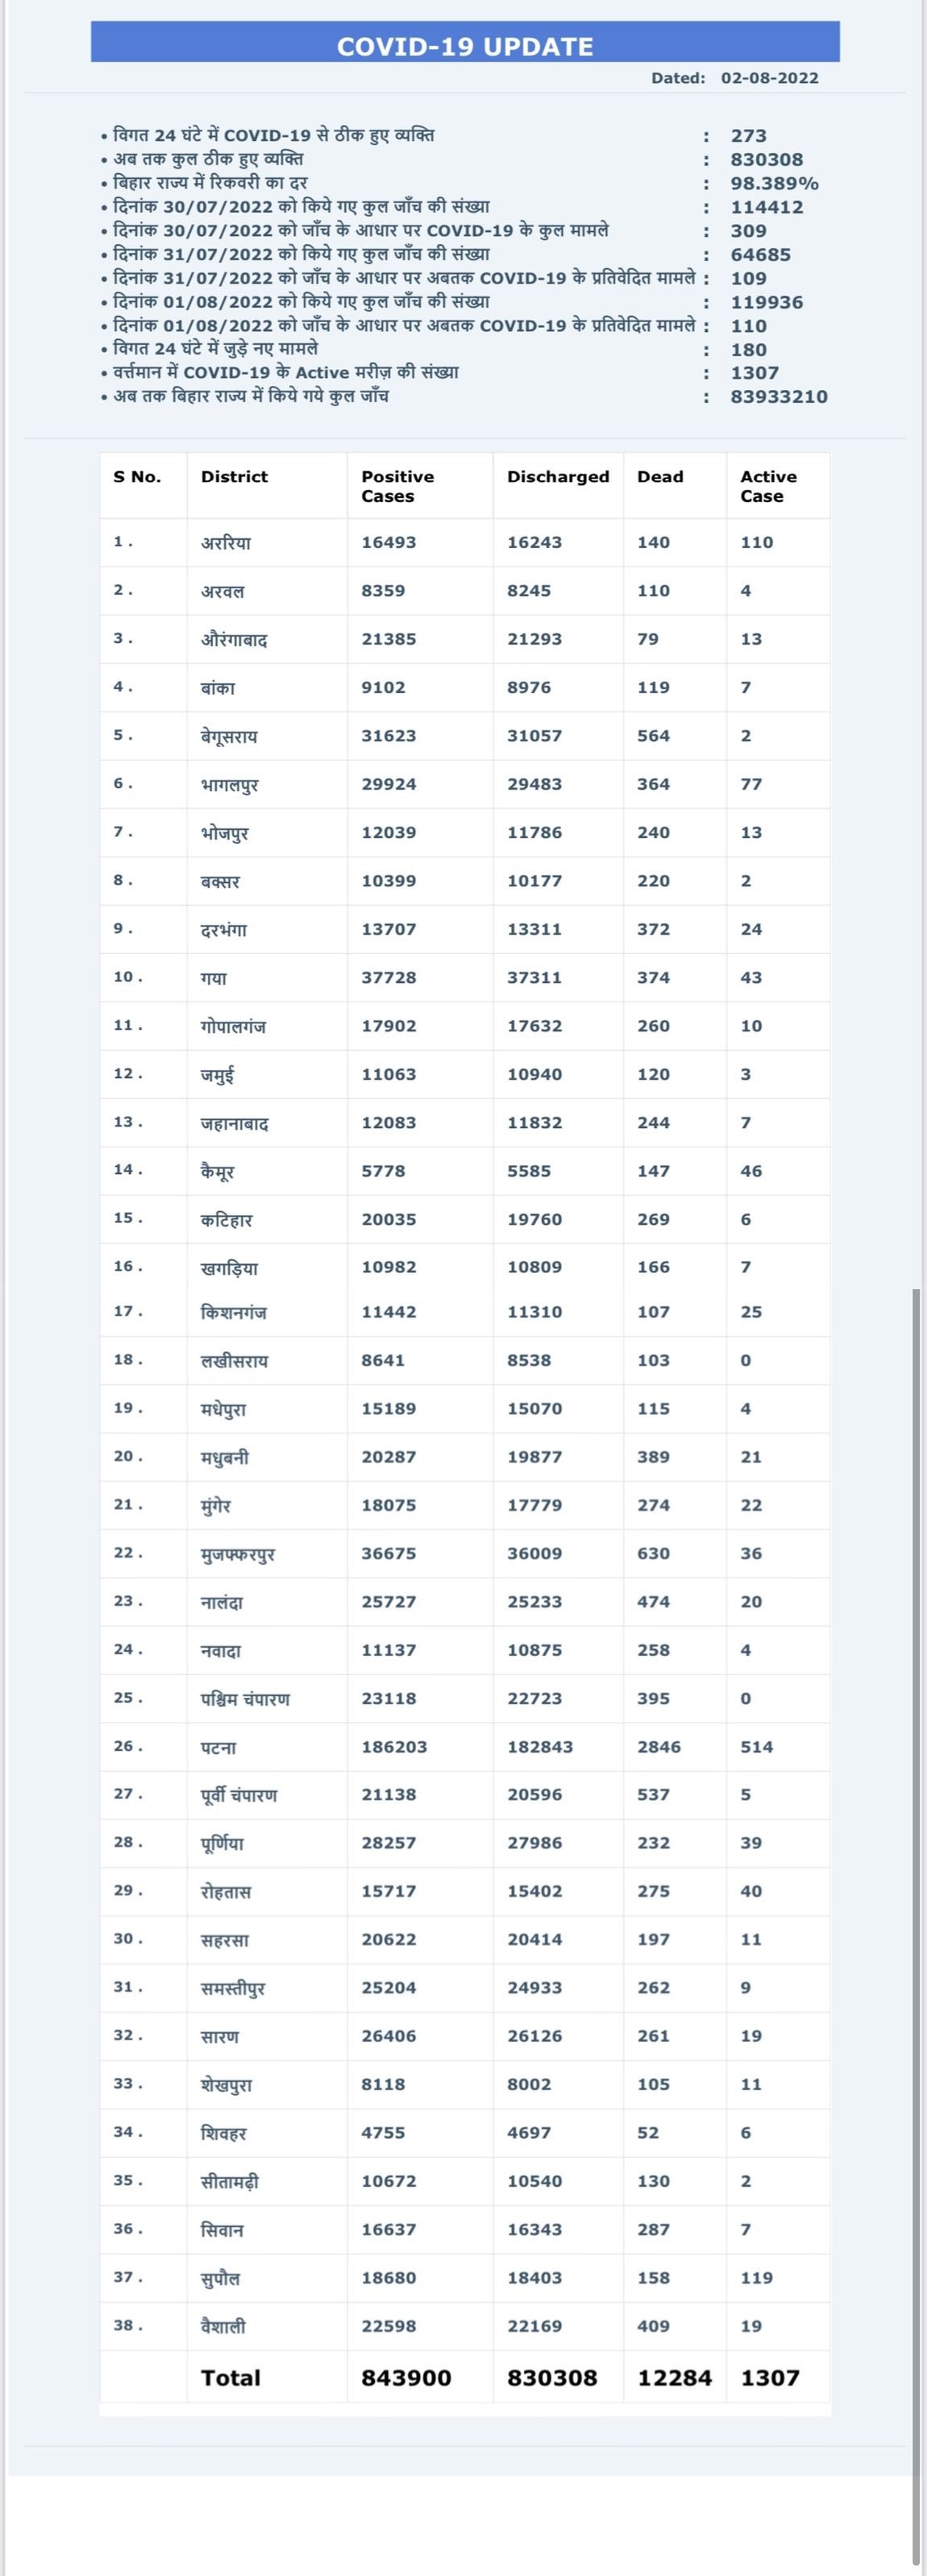 COVID-19 UPDATE
Dated: 02-08-2022
• विगत 24 घंटे में COVID-19 से ठीक हुए व्यक्ति : 273
• अब तक कुल ठीक हुए व्यक्ति : 830308
• बिहार राज्य में रिकवरी का दर : 98.389%
• दिनांक 30/07/2022 को किये गए कुल जाँच की संख्या : 114412
• दिनांक 30/07/2022 को जाँच के आधार पर COVID-19 के कुल मामले : 309
• दिनांक 31/07/2022 को किये गए कुल जाँच की संख्या : 64685
• दिनांक 31/07/2022 को जाँच के आधार पर अबतक COVID-19 के प्रतिवेदित मामले : 109
• दिनांक 01/08/2022 को किये गए कुल जाँच की संख्या : 119936
• दिनांक 01/08/2022 को जाँच के आधार पर अबतक COVID-19 के प्रतिवेदित मामले : 110
• विगत 24 घंटे में जुड़े नए मामले : 180
• वर्त्तमान में COVID-19 के Active मरीज़ की संख्या : 1307
• अब तक बिहार राज्य में किये गये कुल जाँच : 83933210
S No. District Positive Discharged Dead Active
Cases Case
1 . अररिया 16493 16243 140 110
2 . अरवल 8359 8245 110 4
3 . औरंगाबाद 21385 21293 79 13
4 . बांका 9102 8976 119 7
5 . बेगूसराय 31623 31057 564 2
6 . भागलपुर 29924 29483 364 77
7 . भोजपुर 12039 11786 240 13
8 . बक्सर 10399 10177 220 2
9 . दरभंगा 13707 13311 372 24
10 . गया 37728 37311 374 43
11 . गोपालगंज 17902 17632 260 10
12 . जमुई 11063 10940 120 3
13 . जहानाबाद 12083 11832 244 7
14 . कैमूर 5778 5585 147 46
15 . कटिहार 20035 19760 269 6
16 . खगड़िया 10982 10809 166 7
17 . किशनगंज 11442 11310 107 25
18 . लखीसराय 8641 8538 103 0
19 . मधेपुरा 15189 15070 115 4
20 . मधुबनी 20287 19877 389 21
21 . मुंगेर 18075 17779 274 22
22 . मुजफ्फरपुर 36675 36009 630 36
23 . नालंदा 25727 25233 474 20
24 . नवादा 11137 10875 258 4
25 . पश्चिम चंपारण 23118 22723 395 0
26 . पटना 186203 182843 2846 514
27 . पूर्वी चंपारण 21138 20596 537 5
28 . पूर्णिया 28257 27986 232 39
29 . रोहतास 15717 15402 275 40
30 . सहरसा 20622 20414 197 11
31 . समस्तीपुर 25204 24933 262 9
32 . सारण 26406 26126 261 19
33 . शेखपुरा 8118 8002 105 11
34 . शिवहर 4755 4697 52 6
35 . सीतामढ़ी 10672 10540 130 2
36 . सिवान 16637 16343 287 7
37 . सुपौल 18680 18403 158 119
38 . वैशाली 22598 22169 409 19
Total 843900 830308 12284 1307